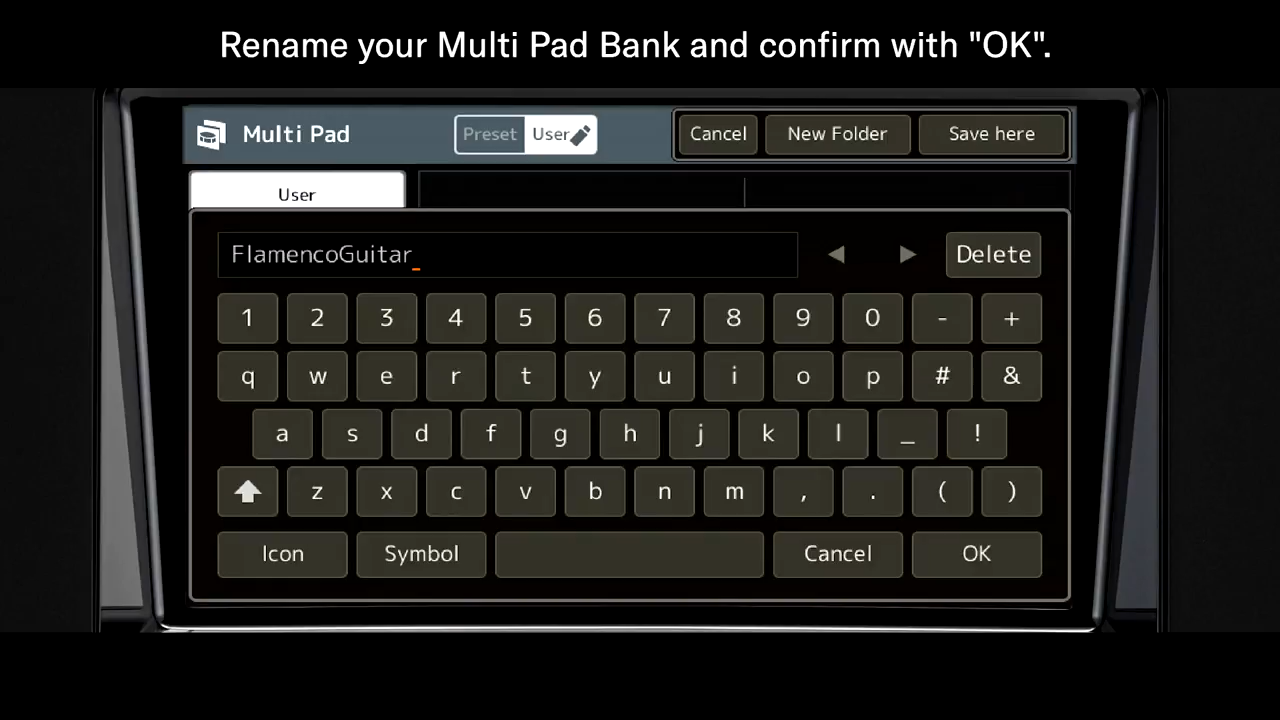 Rename your Multi Pad Bank and confirm with "OK".
Multi Pad Preset User Cancel New Folder Save here
User
FlamencoGuitar_ ◀ ▶ Delete
1 2 3 4 5 6 7 8 9 0 - +
q w e r t y u i o p # &
a s d f g h j k l _ !
z x c v b n m , . ( )
Icon Symbol Cancel OK